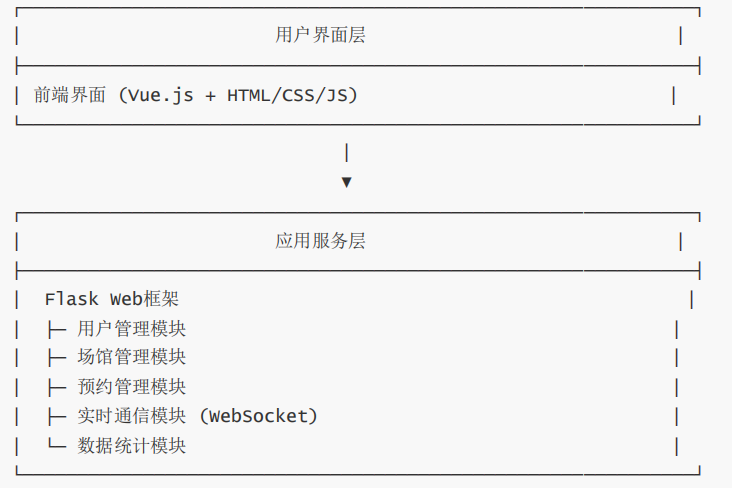 用户界面层
前端界面 (Vue.js + HTML/CSS/JS)
▼
应用服务层
Flask Web框架
├─ 用户管理模块
├─ 场馆管理模块
├─ 预约管理模块
├─ 实时通信模块 (WebSocket)
└─ 数据统计模块